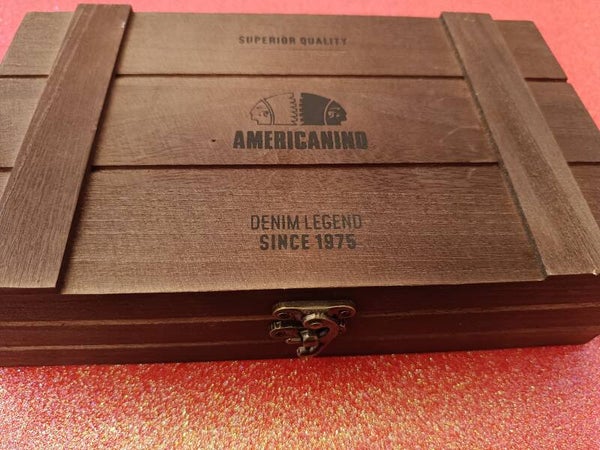 SUPERIOR QUALITY
AMERICANINO
DENIM LEGEND
SINCE 1975